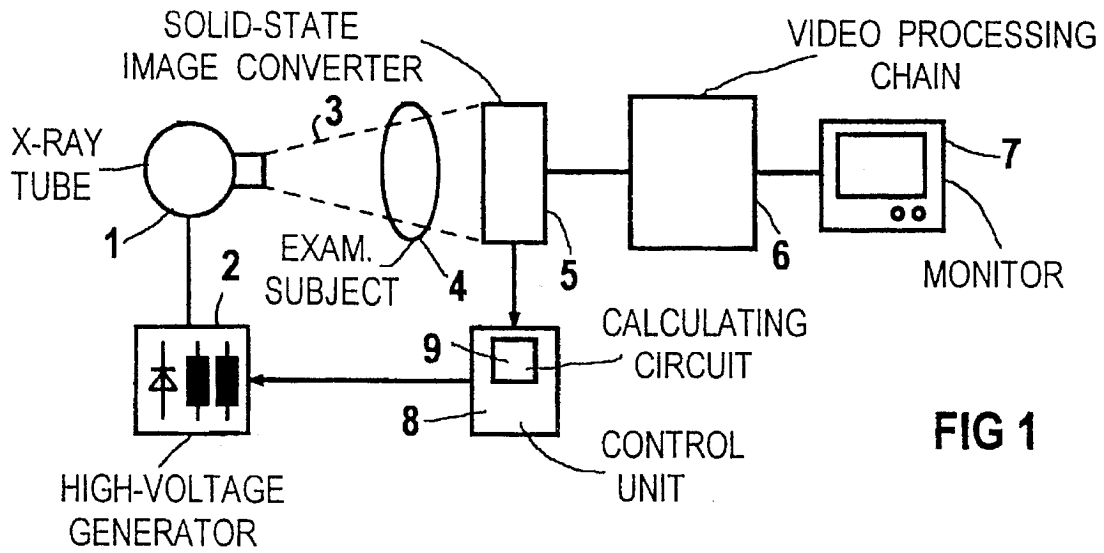 SOLID-STATE
IMAGE CONVERTER
VIDEO PROCESSING
CHAIN
3
X-RAY
TUBE
7
1
EXAM.
SUBJECT
4
5
6
MONITOR
2
9
CALCULATING
CIRCUIT
8
CONTROL
UNIT
FIG 1
HIGH-VOLTAGE
GENERATOR